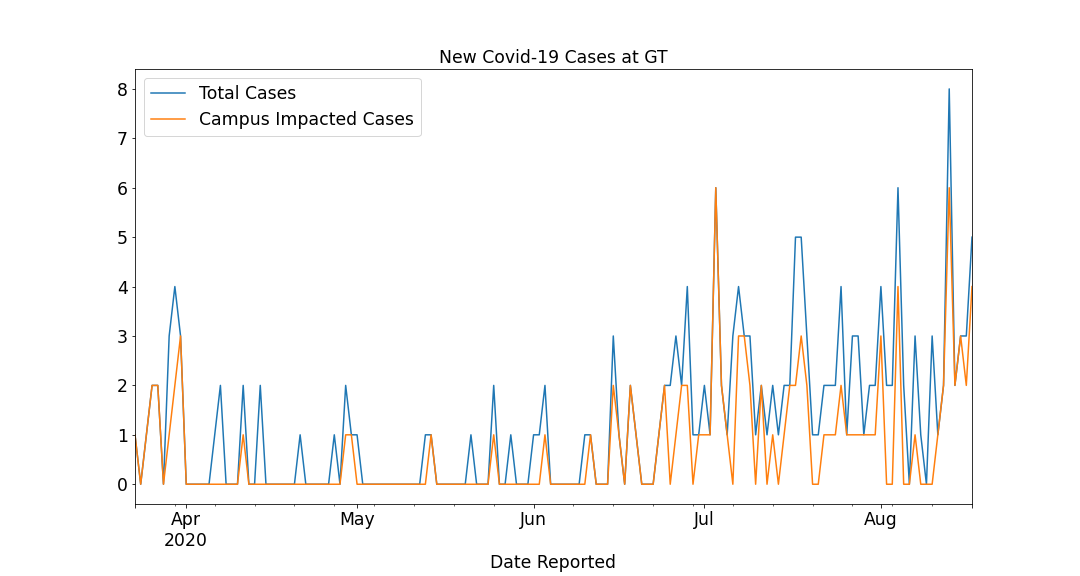 New Covid-19 Cases at GT
Total Cases
Campus Impacted Cases
8
7
6
5
4
3
2
1
0
Apr
2020
May
Jun
Jul
Aug
Date Reported